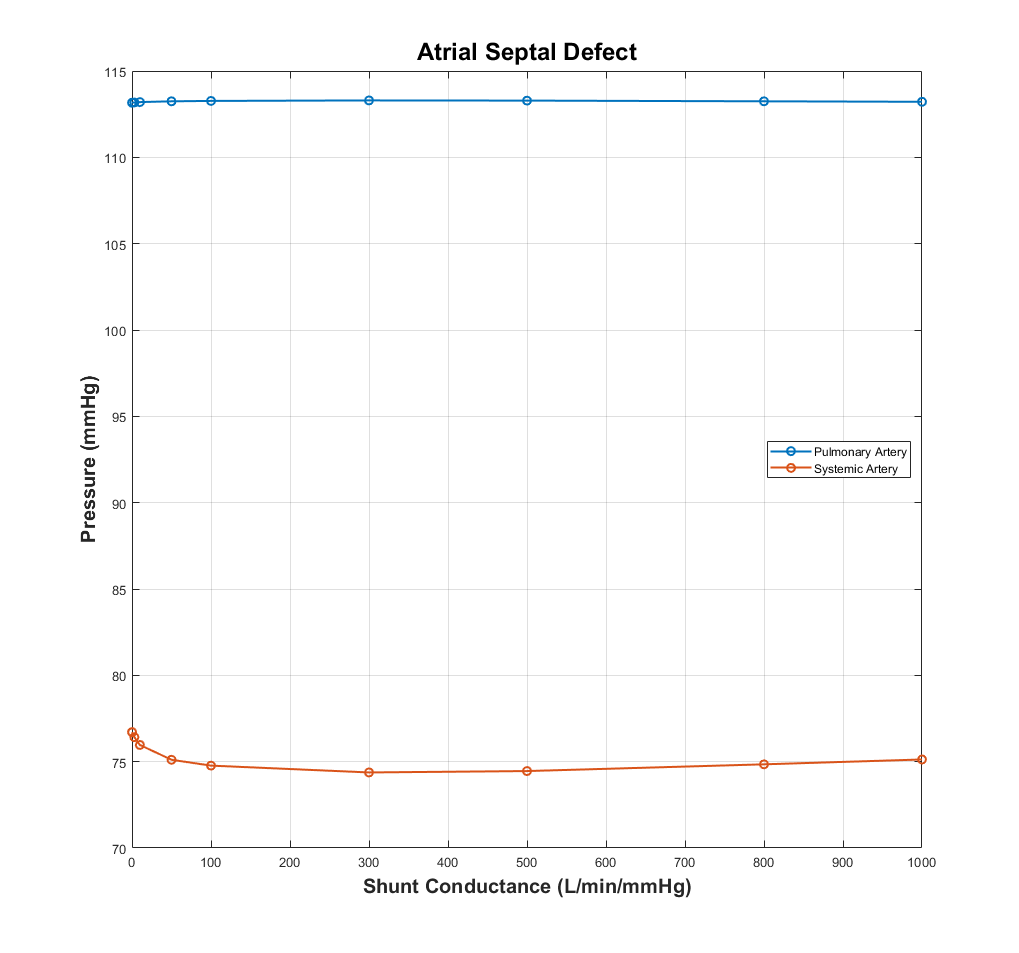 Atrial Septal Defect
115
110
105
100
95
90
85
80
75
70
Pressure (mmHg)
Pulmonary Artery
Systemic Artery
0 100 200 300 400 500 600 700 800 900 1000
Shunt Conductance (L/min/mmHg)